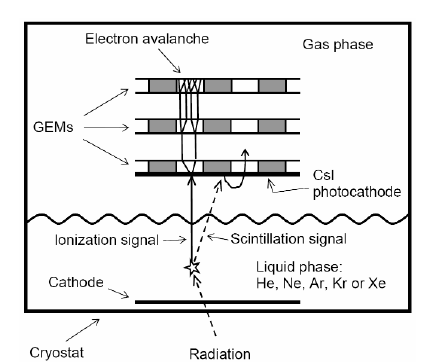 Electron avalanche
Gas phase
GEMs
CsI
photocathode
Ionization signal
Scintillation signal
Liquid phase:
He, Ne, Ar, Kr or Xe
Cathode
Cryostat
Radiation